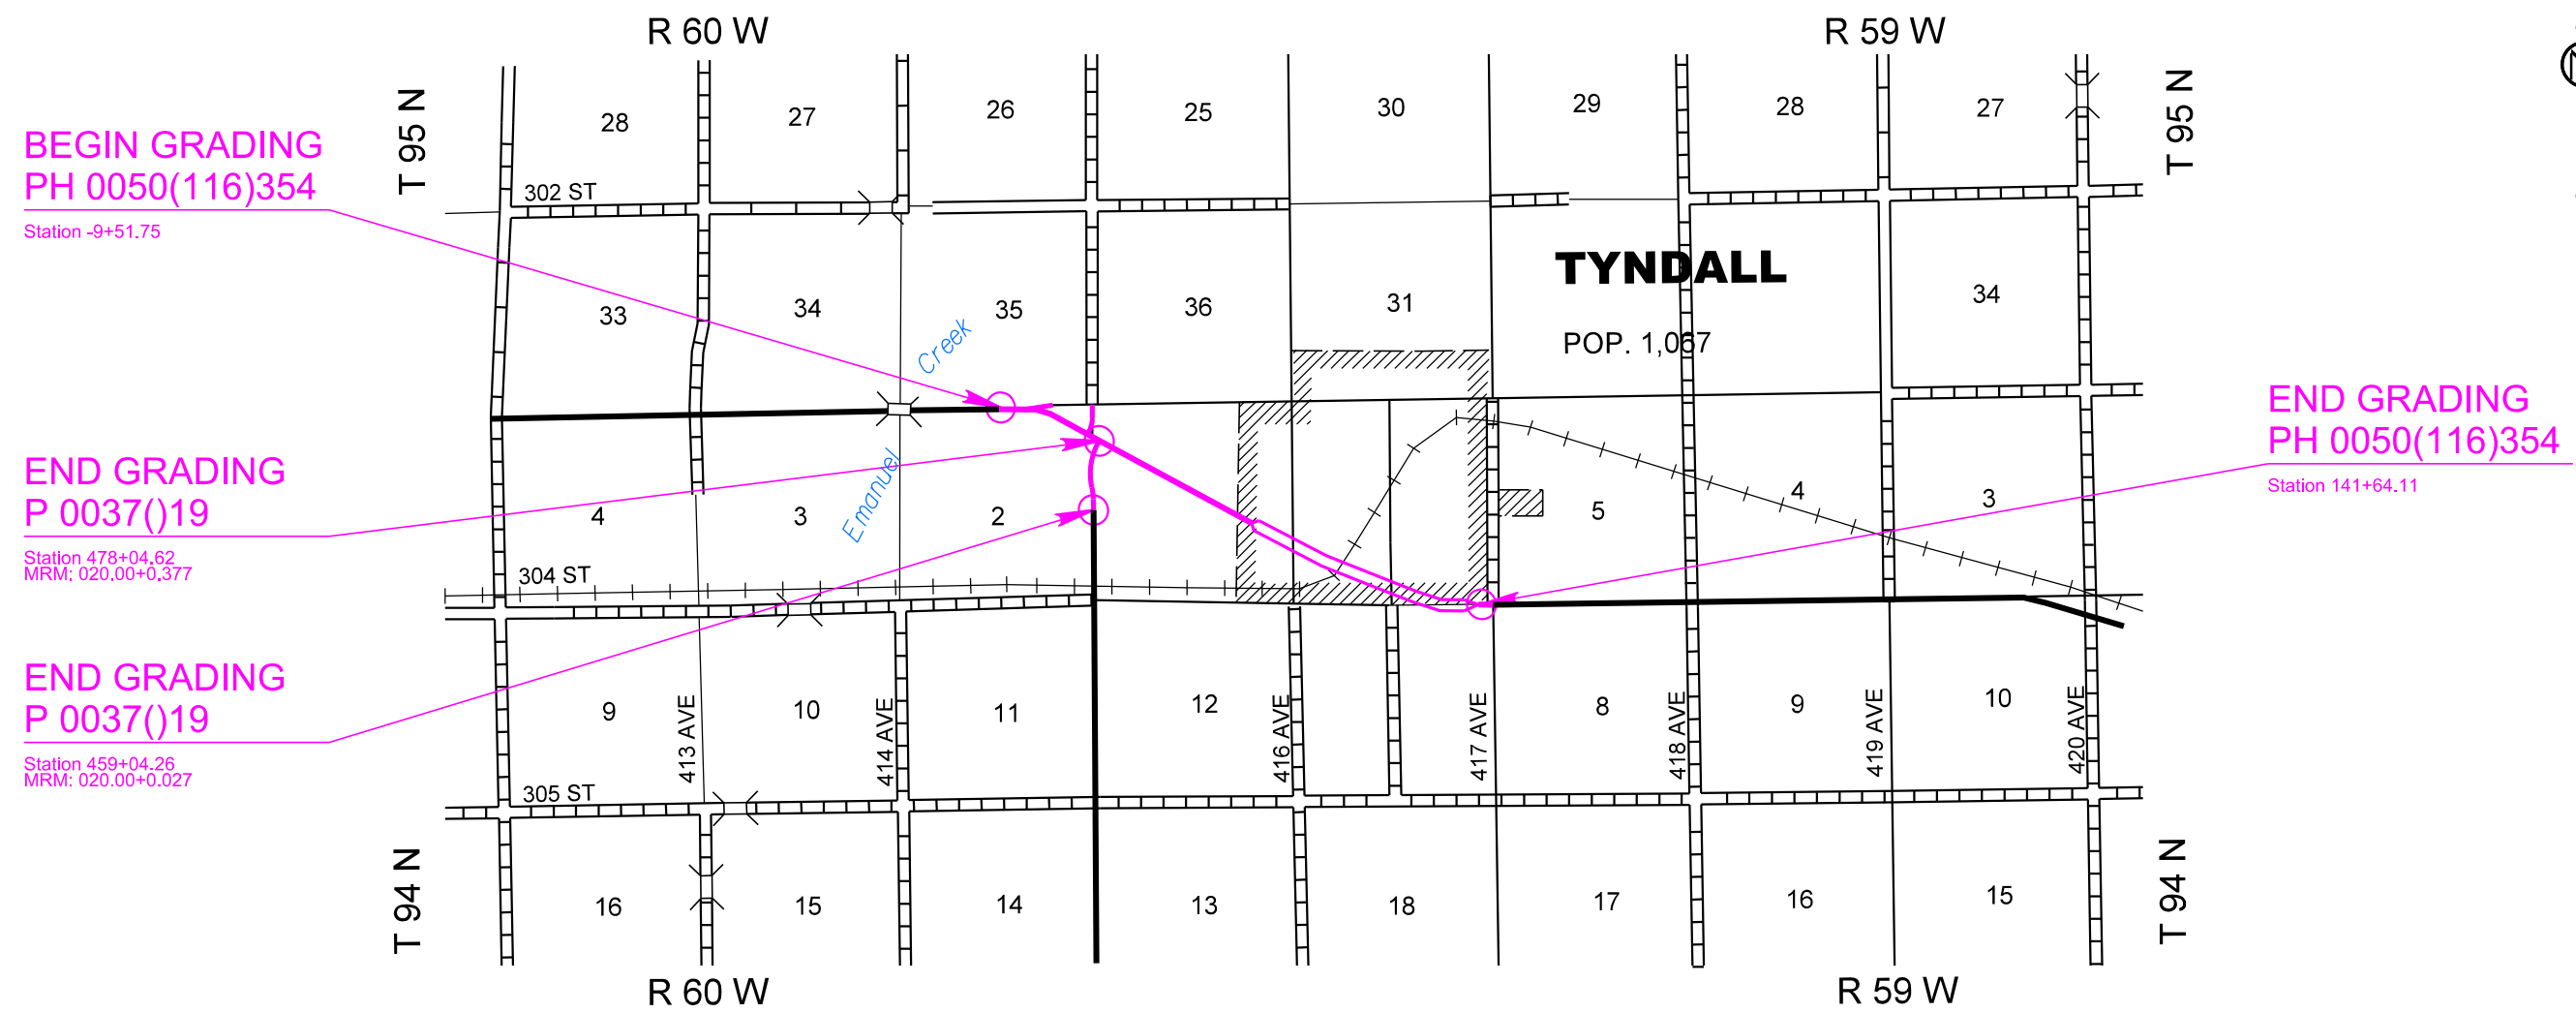 R 60 W
R 59 W
T 95 N
T 95 N
28
27
26
25
30
29
28
27
BEGIN GRADING
PH 0050(116)354
Station -9+51.75
302 ST
TYNDALL
POP. 1,067
33
34
35
36
31
34
Creek
Emanuel
END GRADING
PH 0050(116)354
Station 141+64.11
END GRADING
P 0037()19
Station 478+04.62
MRM: 020.00+0.377
4
3
2
5
4
3
304 ST
END GRADING
P 0037()19
Station 459+04.26
MRM: 020.00+0.027
9
10
11
12
8
9
10
413 AVE
414 AVE
416 AVE
417 AVE
418 AVE
419 AVE
420 AVE
305 ST
16
15
14
13
18
17
16
15
T 94 N
T 94 N
R 60 W
R 59 W